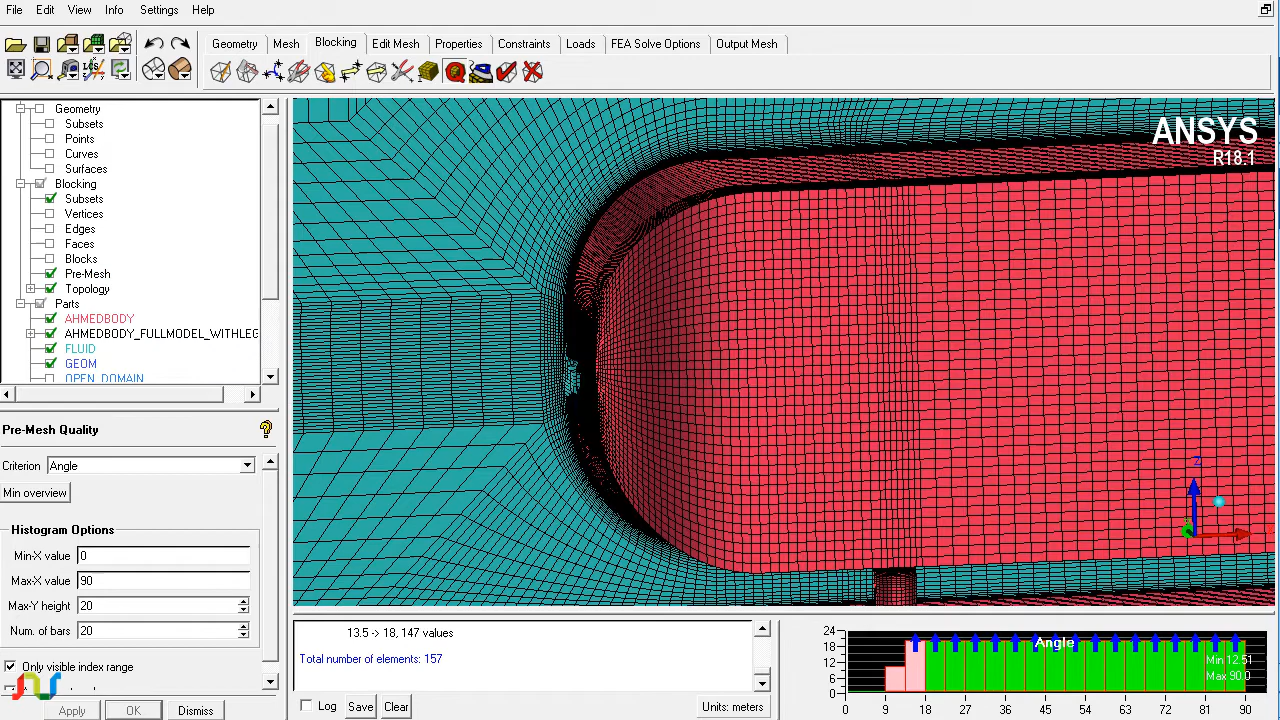 File Edit View Info Settings Help
Geometry Mesh Blocking Edit Mesh Properties Constraints Loads FEA Solve Options Output Mesh
LCS
Geometry
Subsets
Points
Curves
Surfaces
Blocking
Subsets
Vertices
Edges
Faces
Blocks
Pre-Mesh
Topology
Parts
AHMEDBODY
AHMEDBODY_FULLMODEL_WITHLEG
FLUID
GEOM
OPEN_DOMAIN
ANSYS
R18.1
Z
Pre-Mesh Quality
Criterion Angle
Min overview
Histogram Options
Min-X value 0
Max-X value 90
Max-Y height 20
Num. of bars 20
Only visible index range
Apply OK Dismiss
13.5 -> 18, 147 values
Total number of elements: 157
Log Save Clear
Units: meters
Angle
Min 12.51
Max 90.0
24
18
12
6
0
0 9 18 27 36 45 54 63 72 81 90